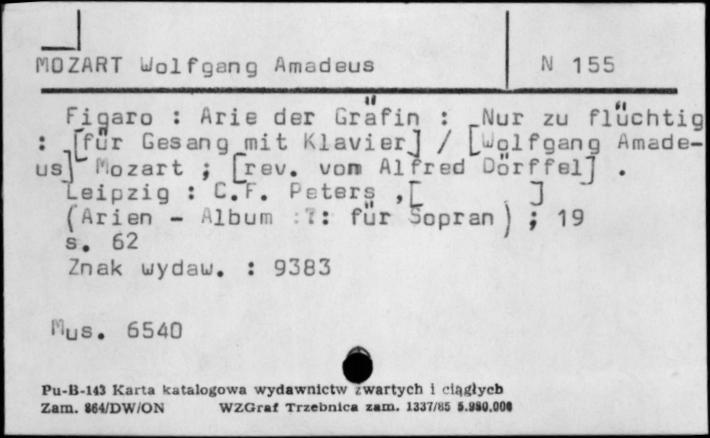 MOZART Wolfgang Amadeus
N 155
Figaro : Arie der Gräfin : Nur zu flüchtig
: [für Gesang mit Klavier] / [Wolfgang Amade-
us] Mozart ; [rev. von Alfred Dörffel] .
Leipzig : C.F. Peters ,[ ]
(Arien - Album :7: für Sopran) ; 19
s. 62
Znak wydaw. : 9383
Mus. 6540
Pu-B-143 Karta katalogowa wydawnictw zwartych i ciągłych
Zam. 864/DW/ON WZGraf Trzebnica zam. 1337/85 5.980.000